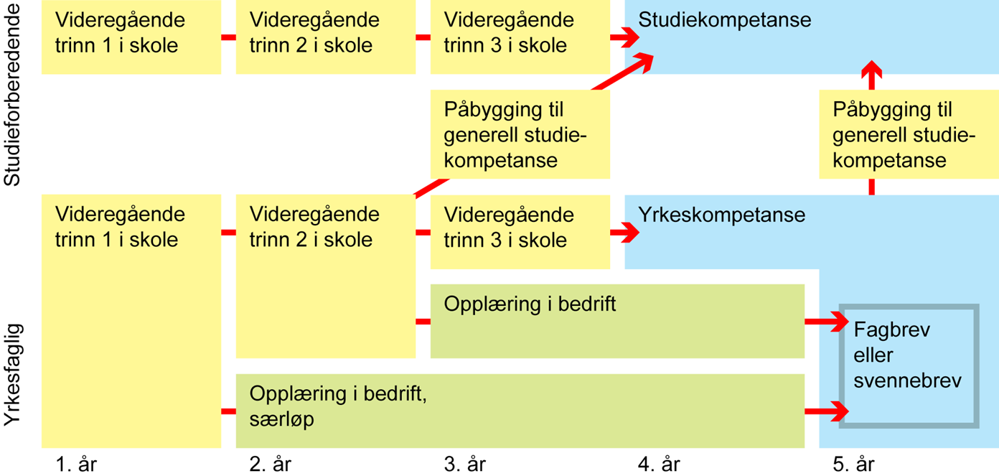 Studieforberedende
Videregående
trinn 1 i skole
Videregående
trinn 2 i skole
Videregående
trinn 3 i skole
Studiekompetanse
Påbygging til
generell studie-
kompetanse
Påbygging til
generell studie-
kompetanse
Yrkesfaglig
Videregående
trinn 1 i skole
Videregående
trinn 2 i skole
Videregående
trinn 3 i skole
Yrkeskompetanse
Opplæring i bedrift
Fagbrev
eller
svennebrev
Opplæring i bedrift,
særløp
1. år
2. år
3. år
4. år
5. år